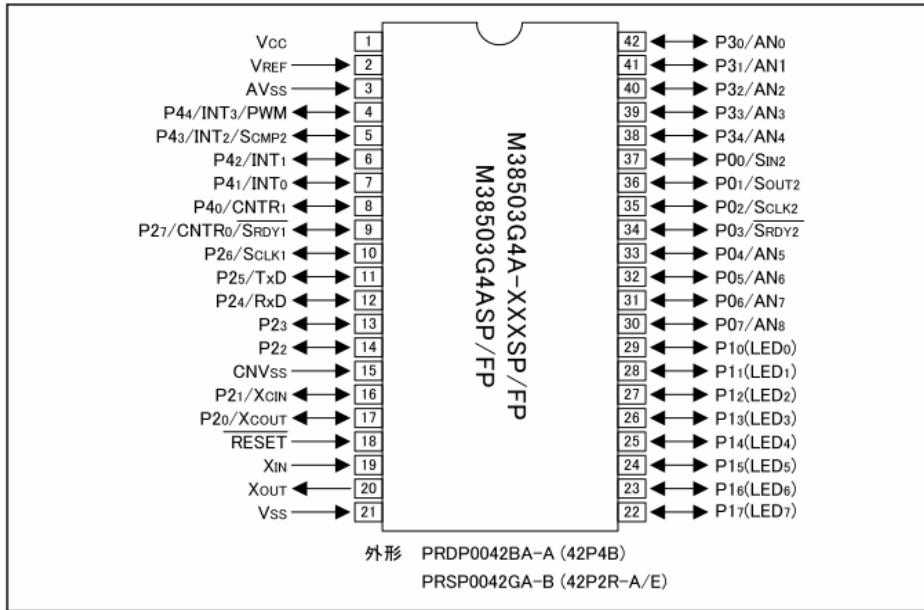 VCC 1
VREF 2
AVSS 3
P44/INT3/PWM 4
P43/INT2/SCMP2 5
P42/INT1 6
P41/INT0 7
P40/CNTR1 8
P27/CNTR0/SRDY1 9
P26/SCLK1 10
P25/TxD 11
P24/RxD 12
P23 13
P22 14
CNVSS 15
P21/XCIN 16
P20/XCOUT 17
RESET 18
XIN 19
XOUT 20
VSS 21
M38503G4A-XXXSP/FP
M38503G4ASP/FP
42 P30/AN0
41 P31/AN1
40 P32/AN2
39 P33/AN3
38 P34/AN4
37 P00/SIN2
36 P01/SOUT2
35 P02/SCLK2
34 P03/SRDY2
33 P04/AN5
32 P05/AN6
31 P06/AN7
30 P07/AN8
29 P10(LED0)
28 P11(LED1)
27 P12(LED2)
26 P13(LED3)
25 P14(LED4)
24 P15(LED5)
23 P16(LED6)
22 P17(LED7)
外形 PRDP0042BA-A (42P4B)
PRSP0042GA-B (42P2R-A/E)